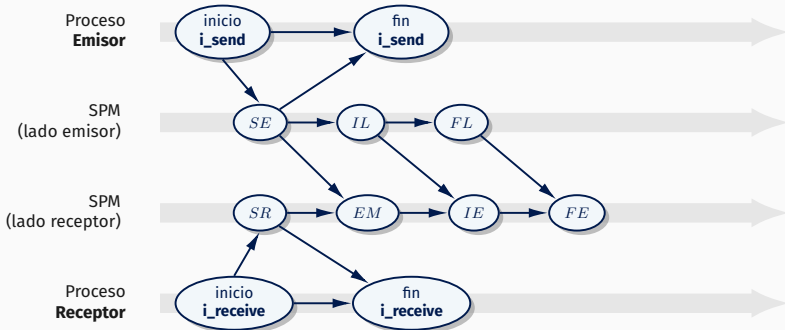 Proceso
Emisor
inicio
i_send
fin
i_send
SPM
(lado emisor)
SE
IL
FL
SPM
(lado receptor)
SR
EM
IE
FE
Proceso
Receptor
inicio
i_receive
fin
i_receive